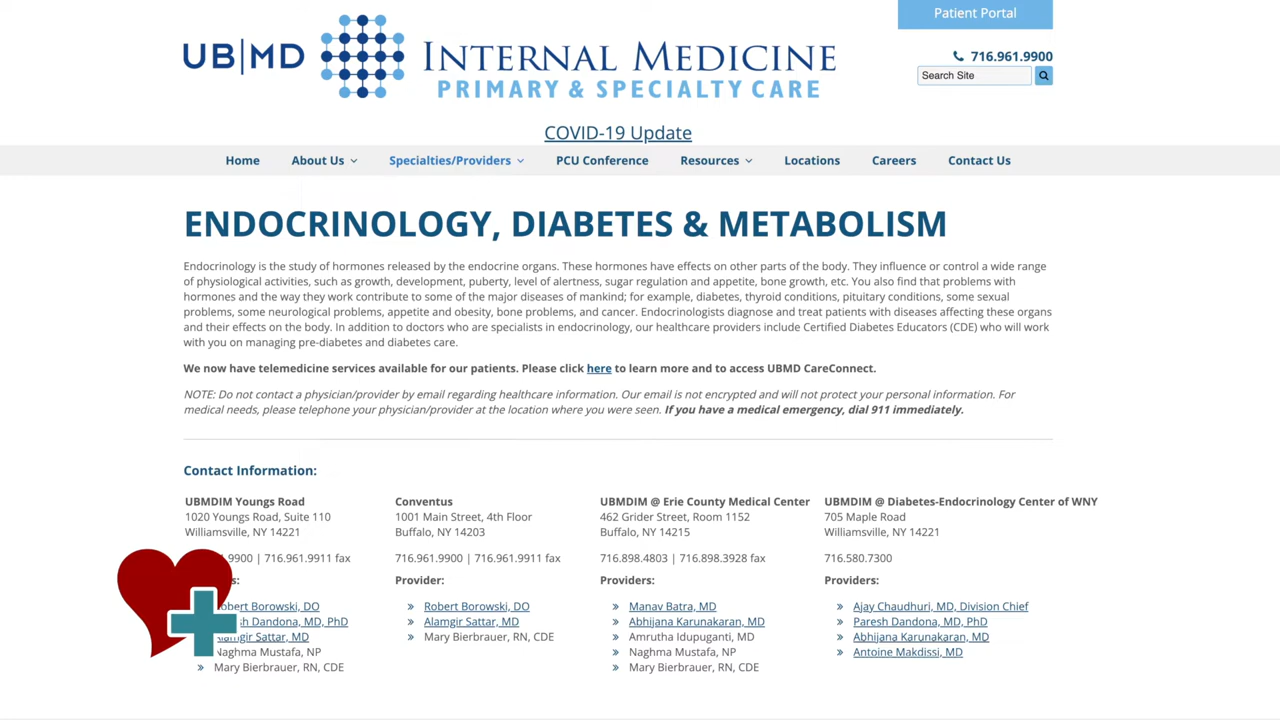 Patient Portal
UB|MD INTERNAL MEDICINE
PRIMARY & SPECIALTY CARE
716.961.9900
Search Site
COVID-19 Update
Home About Us Specialties/Providers PCU Conference Resources Locations Careers Contact Us
ENDOCRINOLOGY, DIABETES & METABOLISM
Endocrinology is the study of hormones released by the endocrine organs. These hormones have effects on other parts of the body. They influence or control a wide range
of physiological activities, such as growth, development, puberty, level of alertness, sugar regulation and appetite, bone growth, etc. You also find that problems with
hormones and the way they work contribute to some of the major diseases of mankind; for example, diabetes, thyroid conditions, pituitary conditions, some sexual
problems, some neurological problems, appetite and obesity, bone problems, and cancer. Endocrinologists diagnose and treat patients with diseases affecting these organs
and their effects on the body. In addition to doctors who are specialists in endocrinology, our healthcare providers include Certified Diabetes Educators (CDE) who will work
with you on managing pre-diabetes and diabetes care.
We now have telemedicine services available for our patients. Please click here to learn more and to access UBMD CareConnect.
NOTE: Do not contact a physician/provider by email regarding healthcare information. Our email is not encrypted and will not protect your personal information. For
medical needs, please telephone your physician/provider at the location where you were seen. If you have a medical emergency, dial 911 immediately.
Contact Information:
UBMDIM Youngs Road
1020 Youngs Road, Suite 110
Williamsville, NY 14221
.9900 | 716.961.9911 fax
s:
obert Borowski, DO
sh Dandona, MD, PhD
lamgir Sattar, MD
Naghma Mustafa, NP
Mary Bierbrauer, RN, CDE
Conventus
1001 Main Street, 4th Floor
Buffalo, NY 14203
716.961.9900 | 716.961.9911 fax
Provider:
Robert Borowski, DO
Alamgir Sattar, MD
Mary Bierbrauer, RN, CDE
UBMDIM @ Erie County Medical Center
462 Grider Street, Room 1152
Buffalo, NY 14215
716.898.4803 | 716.898.3928 fax
Providers:
Manav Batra, MD
Abhijana Karunakaran, MD
Amrutha Idupuganti, MD
Naghma Mustafa, NP
Mary Bierbrauer, RN, CDE
UBMDIM @ Diabetes-Endocrinology Center of WNY
705 Maple Road
Williamsville, NY 14221
716.580.7300
Providers:
Ajay Chaudhuri, MD, Division Chief
Paresh Dandona, MD, PhD
Abhijana Karunakaran, MD
Antoine Makdissi, MD